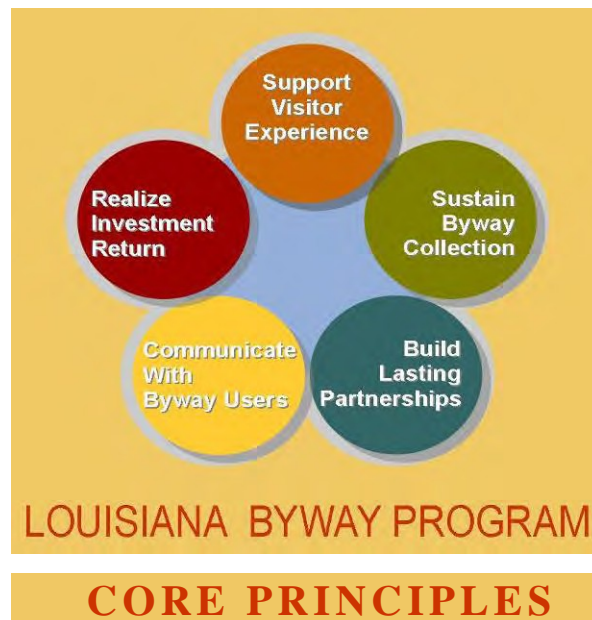 Support
Visitor
Experience
Realize
Investment
Return
Sustain
Byway
Collection
Communicate
With
Byway Users
Build
Lasting
Partnerships
LOUISIANA BYWAY PROGRAM
CORE PRINCIPLES